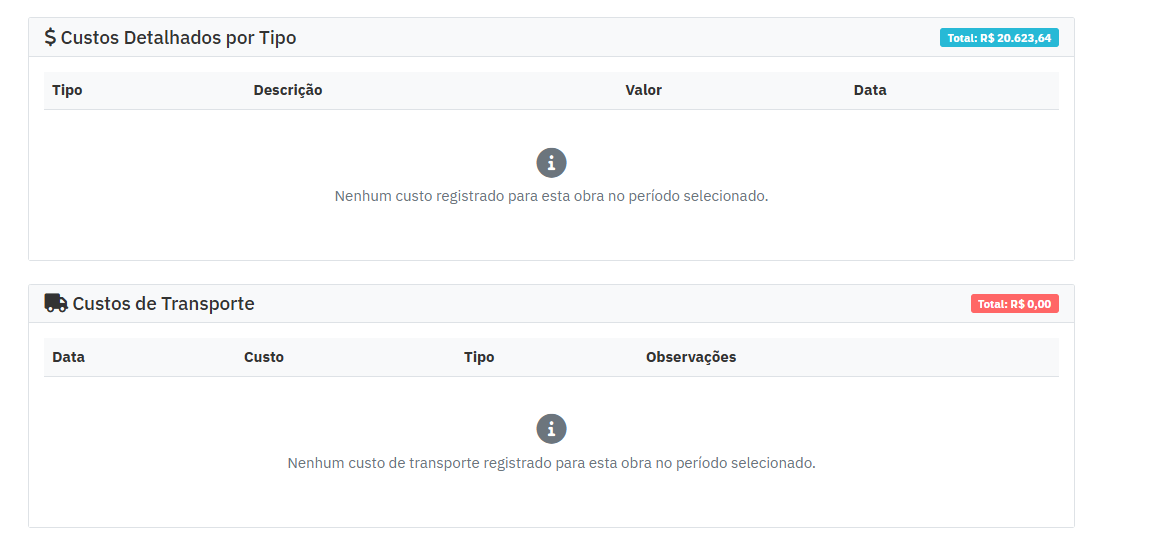 $ Custos Detalhados por Tipo Total: R$ 20.623,64
Tipo Descrição Valor Data
Nenhum custo registrado para esta obra no período selecionado.
Custos de Transporte Total: R$ 0,00
Data Custo Tipo Observações
Nenhum custo de transporte registrado para esta obra no período selecionado.